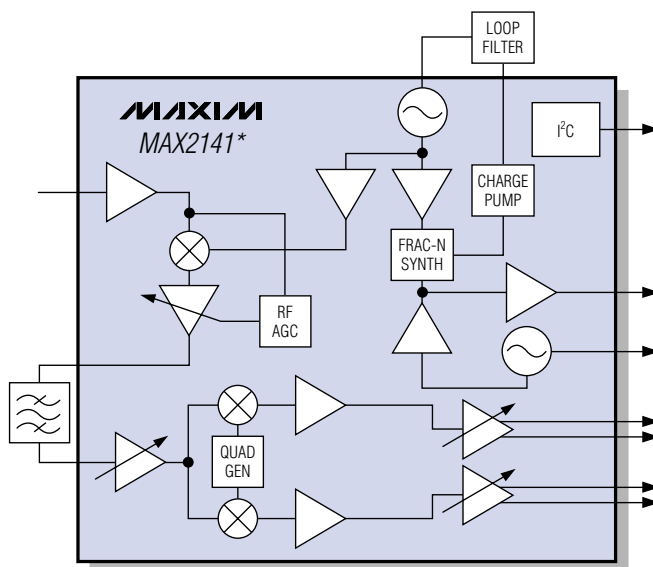 LOOP
FILTER
MAXIM
MAX2141*
I²C
CHARGE
PUMP
FRAC-N
SYNTH
RF
AGC
QUAD
GEN